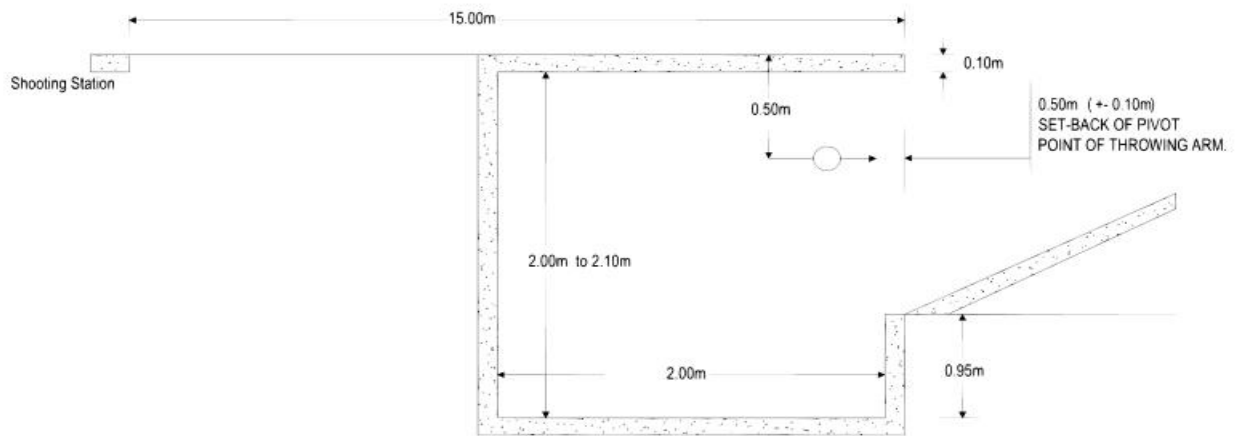 15.00m
Shooting Station
0.10m
0.50m
0.50m ( +- 0.10m)
SET-BACK OF PIVOT
POINT OF THROWING ARM.
2.00m to 2.10m
2.00m
0.95m